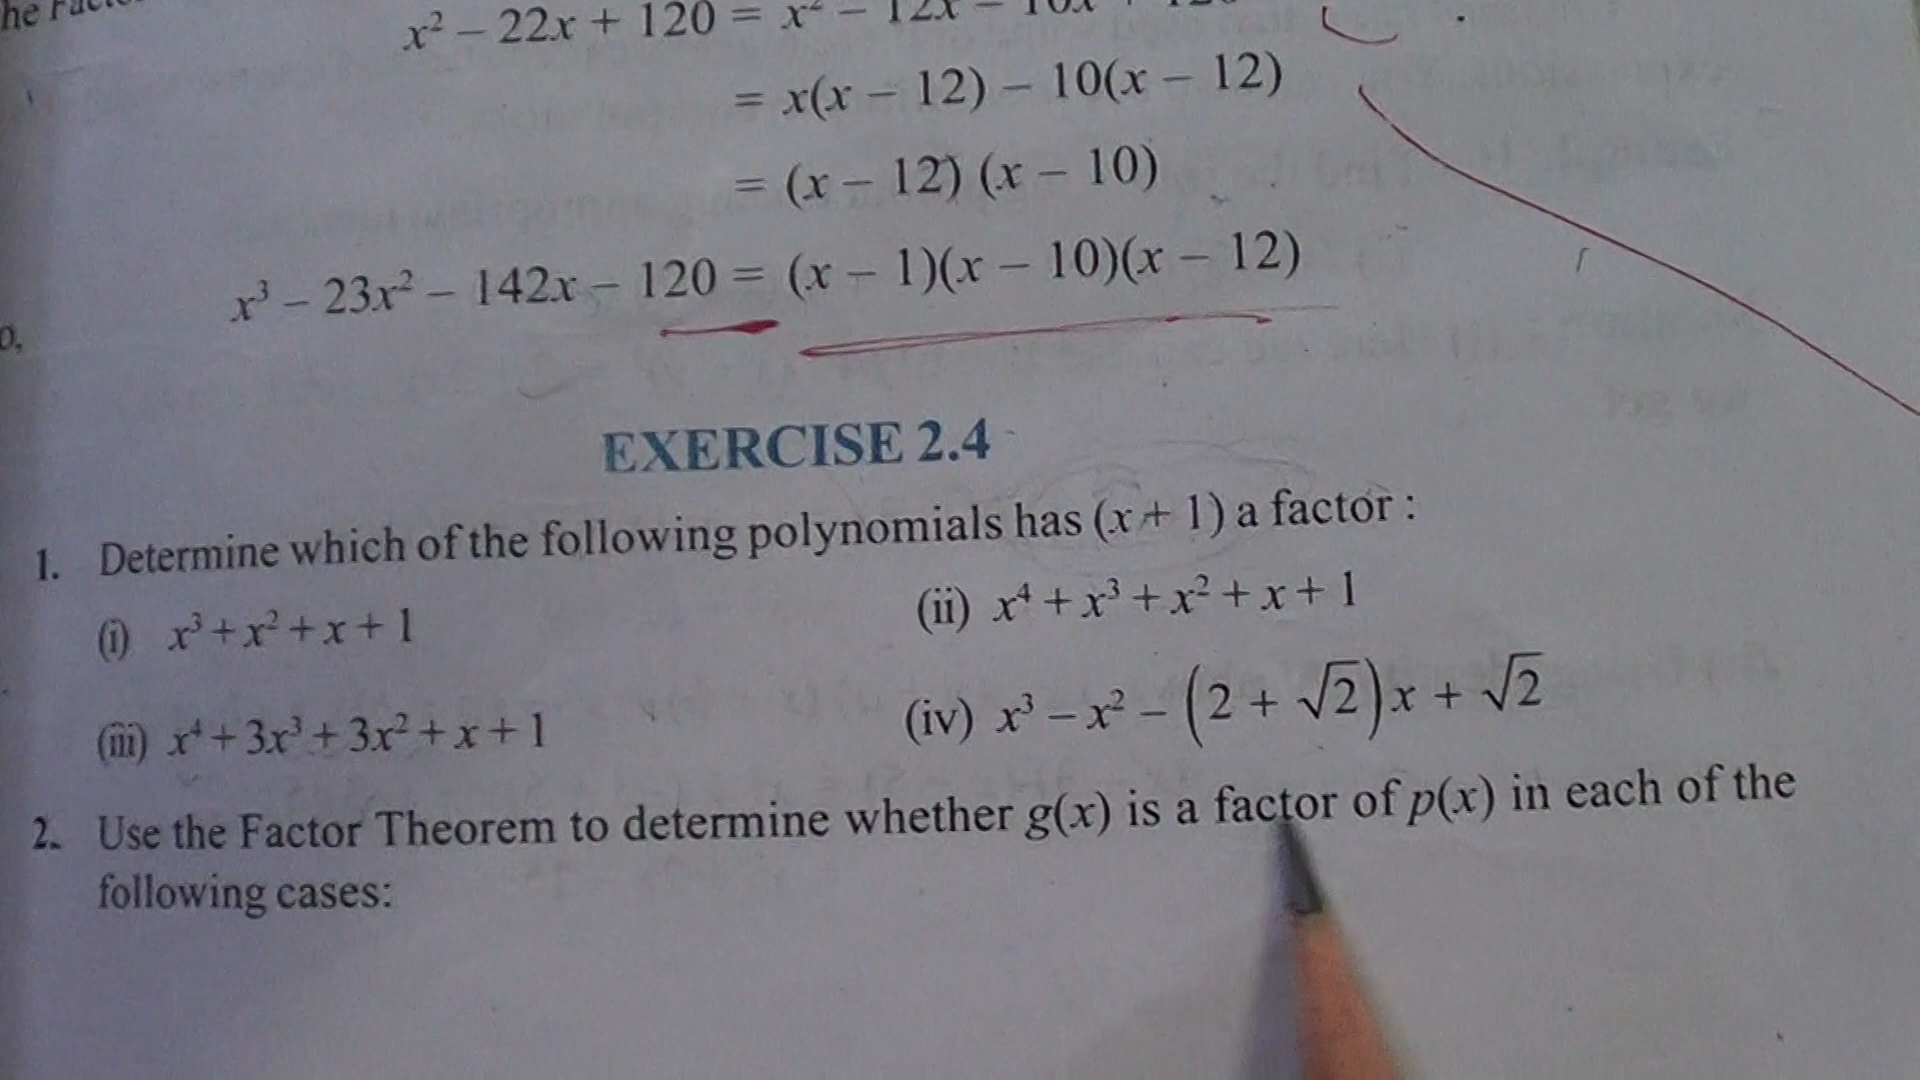 x² – 22x + 120 = x² – 12x – 10x
= x(x – 12) – 10(x – 12)
= (x – 12) (x – 10)
x³ – 23x² – 142x – 120 = (x – 1)(x – 10)(x – 12)
EXERCISE 2.4
1. Determine which of the following polynomials has (x + 1) a factor :
(i) x³ + x² + x + 1 (ii) x⁴ + x³ + x² + x + 1
(iii) x⁴ + 3x³ + 3x² + x + 1 (iv) x³ – x² – (2 + √2)x + √2
2. Use the Factor Theorem to determine whether g(x) is a factor of p(x) in each of the
following cases: